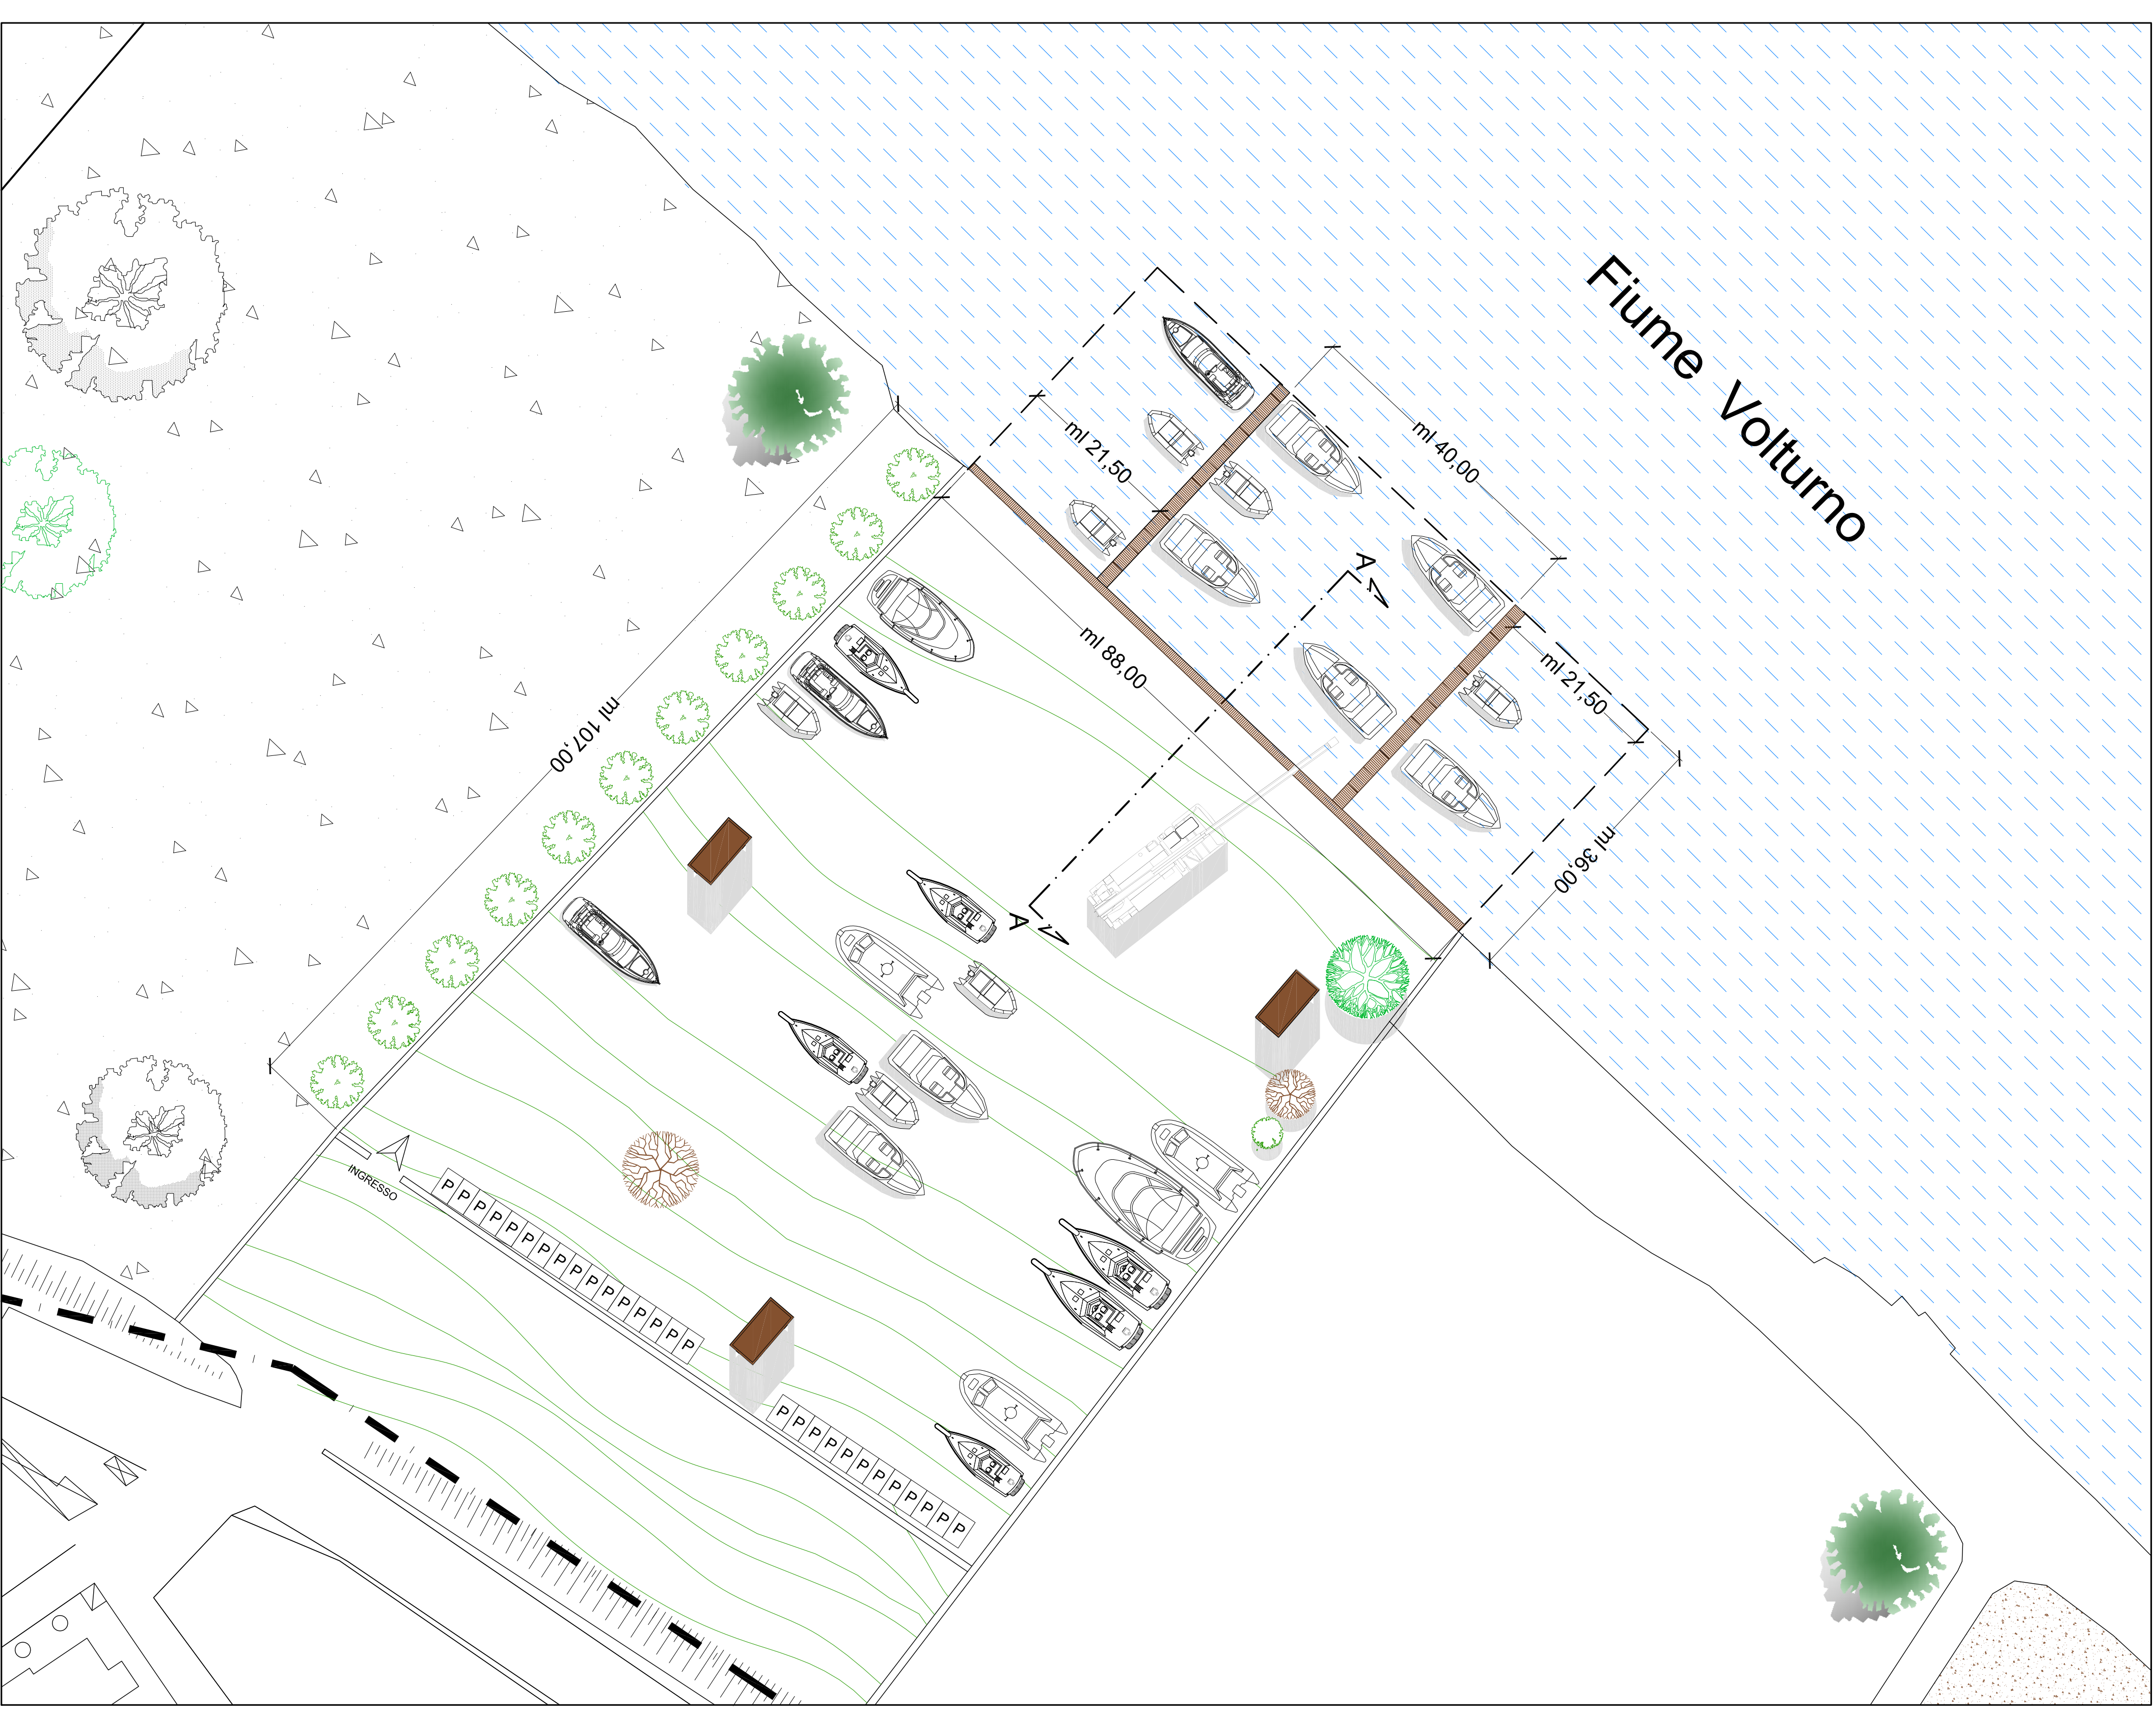 Fiume Volturno
ml 21,50
ml 40,00
A
ml 88,00
ml 21,50
ml 107,00
ml 36,00
A
INGRESSO
P P P P P P P P P P P P P P P P
P P P P P P P P P P P P